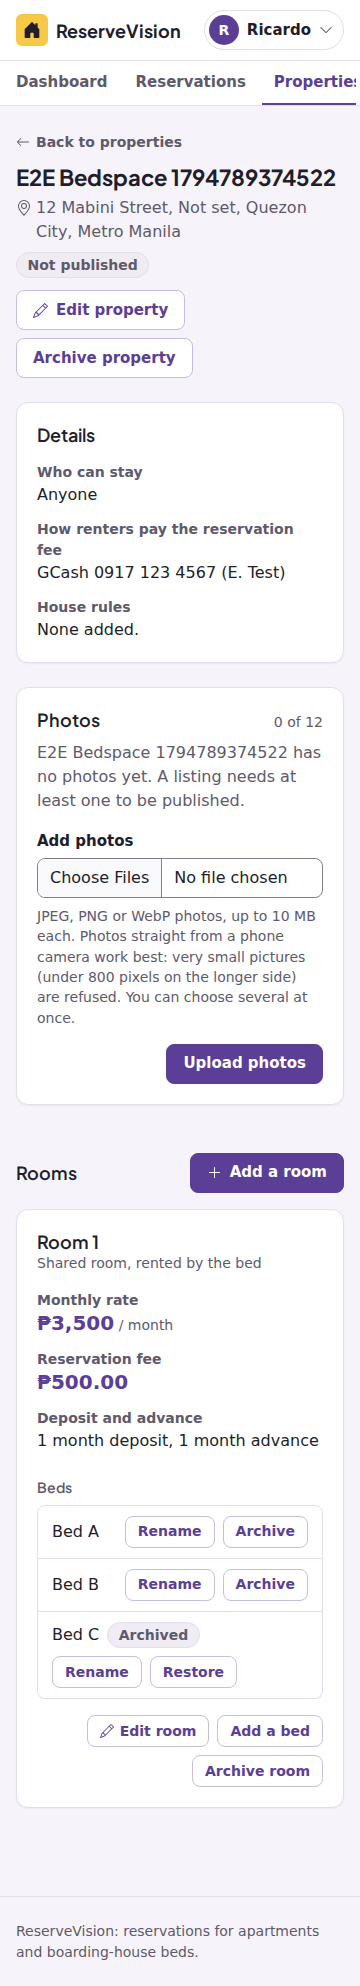 ReserveVision
R Ricardo
Dashboard Reservations Properties
Back to properties
E2E Bedspace 1794789374522
12 Mabini Street, Not set, Quezon
City, Metro Manila
Not published
Edit property
Archive property
Details
Who can stay
Anyone
How renters pay the reservation
fee
GCash 0917 123 4567 (E. Test)
House rules
None added.
Photos 0 of 12
E2E Bedspace 1794789374522 has
no photos yet. A listing needs at
least one to be published.
Add photos
Choose Files No file chosen
JPEG, PNG or WebP photos, up to 10 MB
each. Photos straight from a phone
camera work best: very small pictures
(under 800 pixels on the longer side)
are refused. You can choose several at
once.
Upload photos
Rooms + Add a room
Room 1
Shared room, rented by the bed
Monthly rate
₱3,500 / month
Reservation fee
₱500.00
Deposit and advance
1 month deposit, 1 month advance
Beds
Bed A Rename Archive
Bed B Rename Archive
Bed C Archived
Rename Restore
Edit room Add a bed
Archive room
ReserveVision: reservations for apartments
and boarding-house beds.